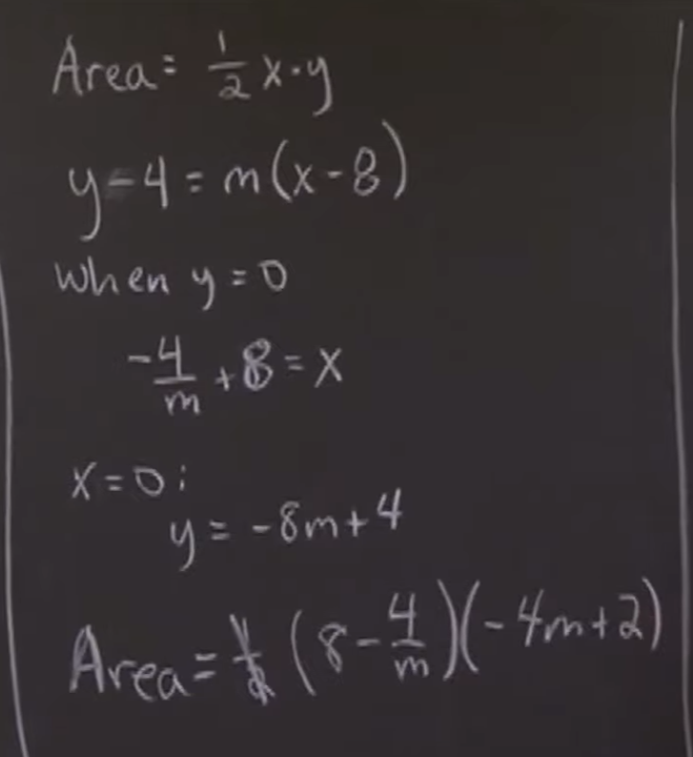 Area = 1/2 x·y
y-4 = m(x-8)
when y=0
-4/m + 8 = x
x=0;
y = -8m+4
Area = 1/2 (8 - 4/m)(-4m+2)